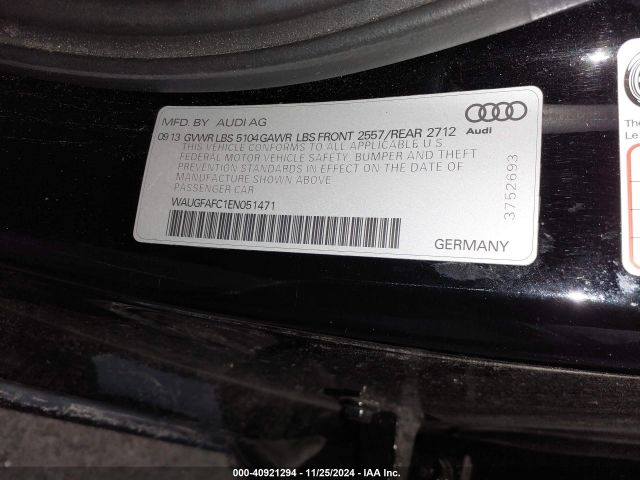 MFD. BY AUDI AG
09.13 GVWR LBS 5104 GAWR LBS FRONT 2557/REAR 2712
THIS VEHICLE CONFORMS TO ALL APPLICABLE U S
FEDERAL MOTOR VEHICLE SAFETY, BUMPER AND THEFT
PREVENTION STANDARDS IN EFFECT ON THE DATE OF
MANUFACTURE SHOWN ABOVE
PASSENGER CAR
WAUGFAFC1EN051471
GERMANY
Audi
3752693
The
Le
000-40921294 - 11/25/2024 - IAA Inc.